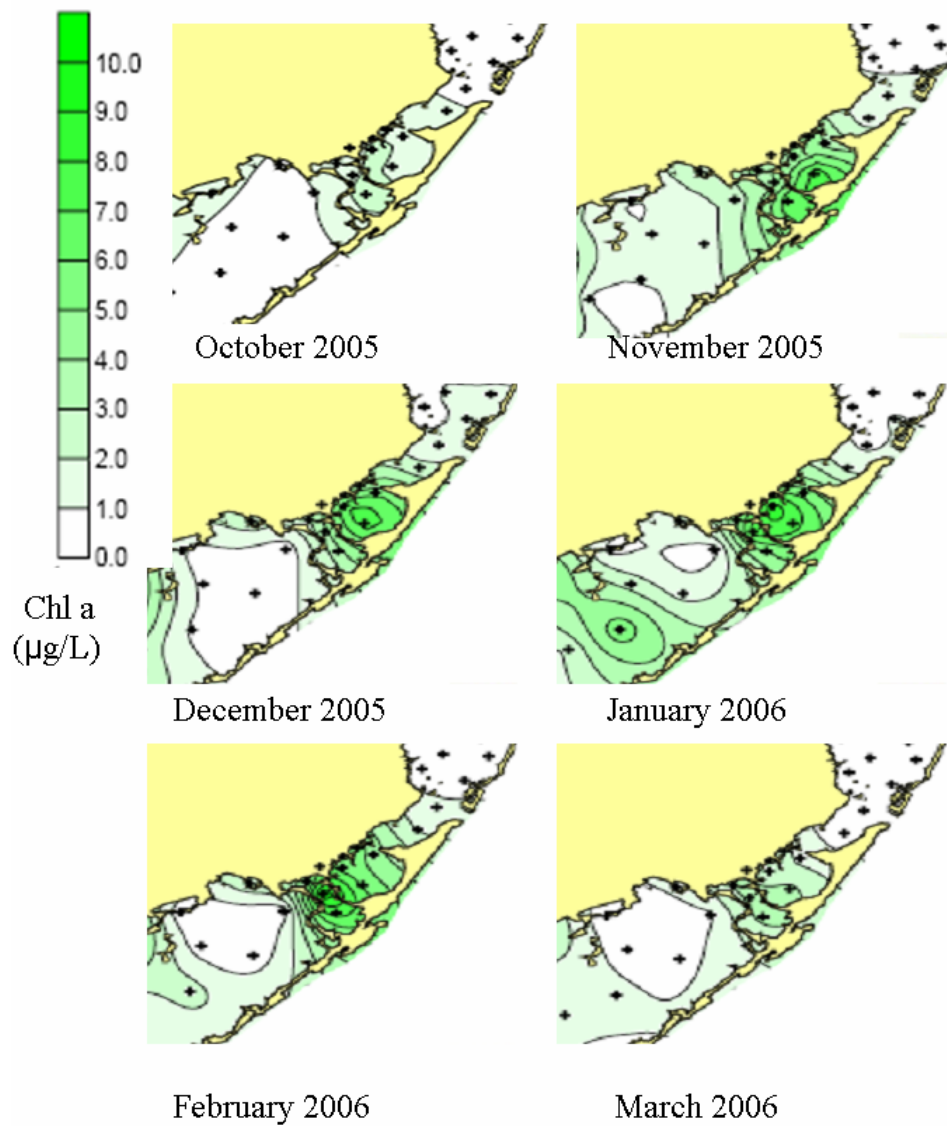 10.0
9.0
8.0
7.0
6.0
5.0
4.0
3.0
2.0
1.0
0.0
Chl a
(µg/L)
October 2005
November 2005
December 2005
January 2006
February 2006
March 2006